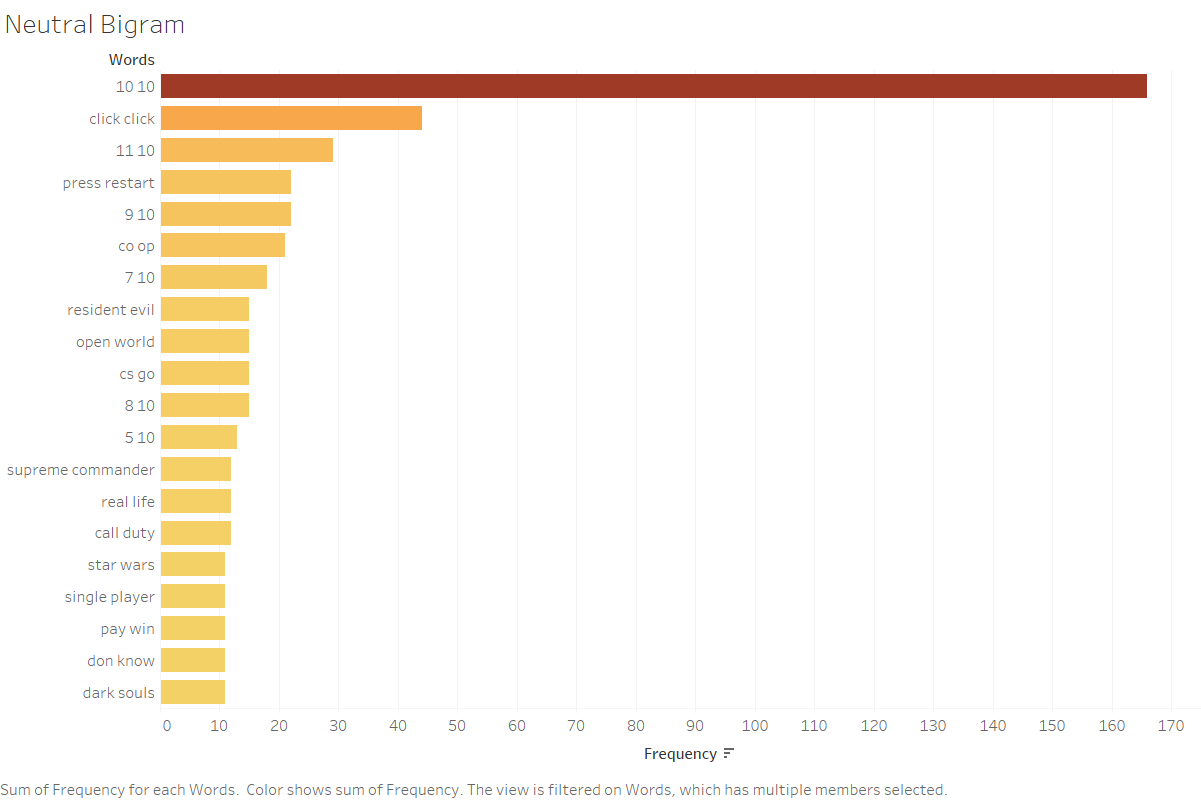 Neutral Bigram
Words
10 10
click click
11 10
press restart
9 10
co op
7 10
resident evil
open world
cs go
8 10
5 10
supreme commander
real life
call duty
star wars
single player
pay win
don know
dark souls
0 10 20 30 40 50 60 70 80 90 100 110 120 130 140 150 160 170
Frequency
Sum of Frequency for each Words.  Color shows sum of Frequency. The view is filtered on Words, which has multiple members selected.